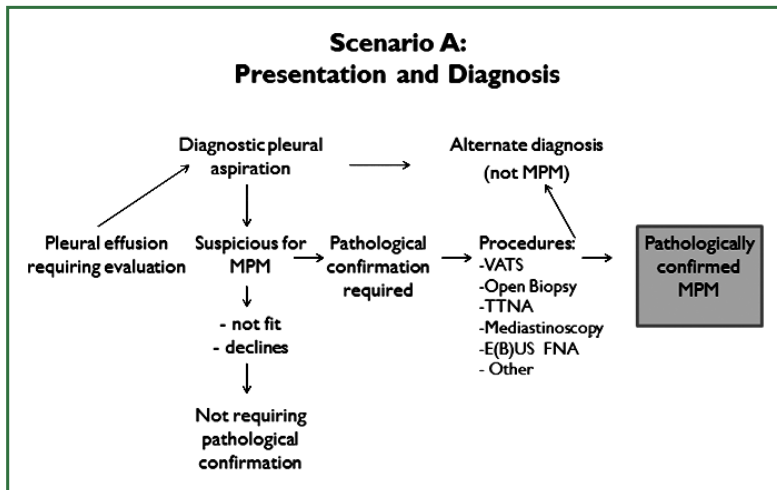 Scenario A:
Presentation and Diagnosis
Diagnostic pleural
aspiration
Alternate diagnosis
(not MPM)
Pleural effusion
requiring evaluation
Suspicious for
MPM
Pathological
confirmation
required
Procedures:
-VATS
-Open Biopsy
-TTNA
-Mediastinoscopy
-E(B)US FNA
- Other
Pathologically
confirmed
MPM
- not fit
- declines
Not requiring
pathological
confirmation